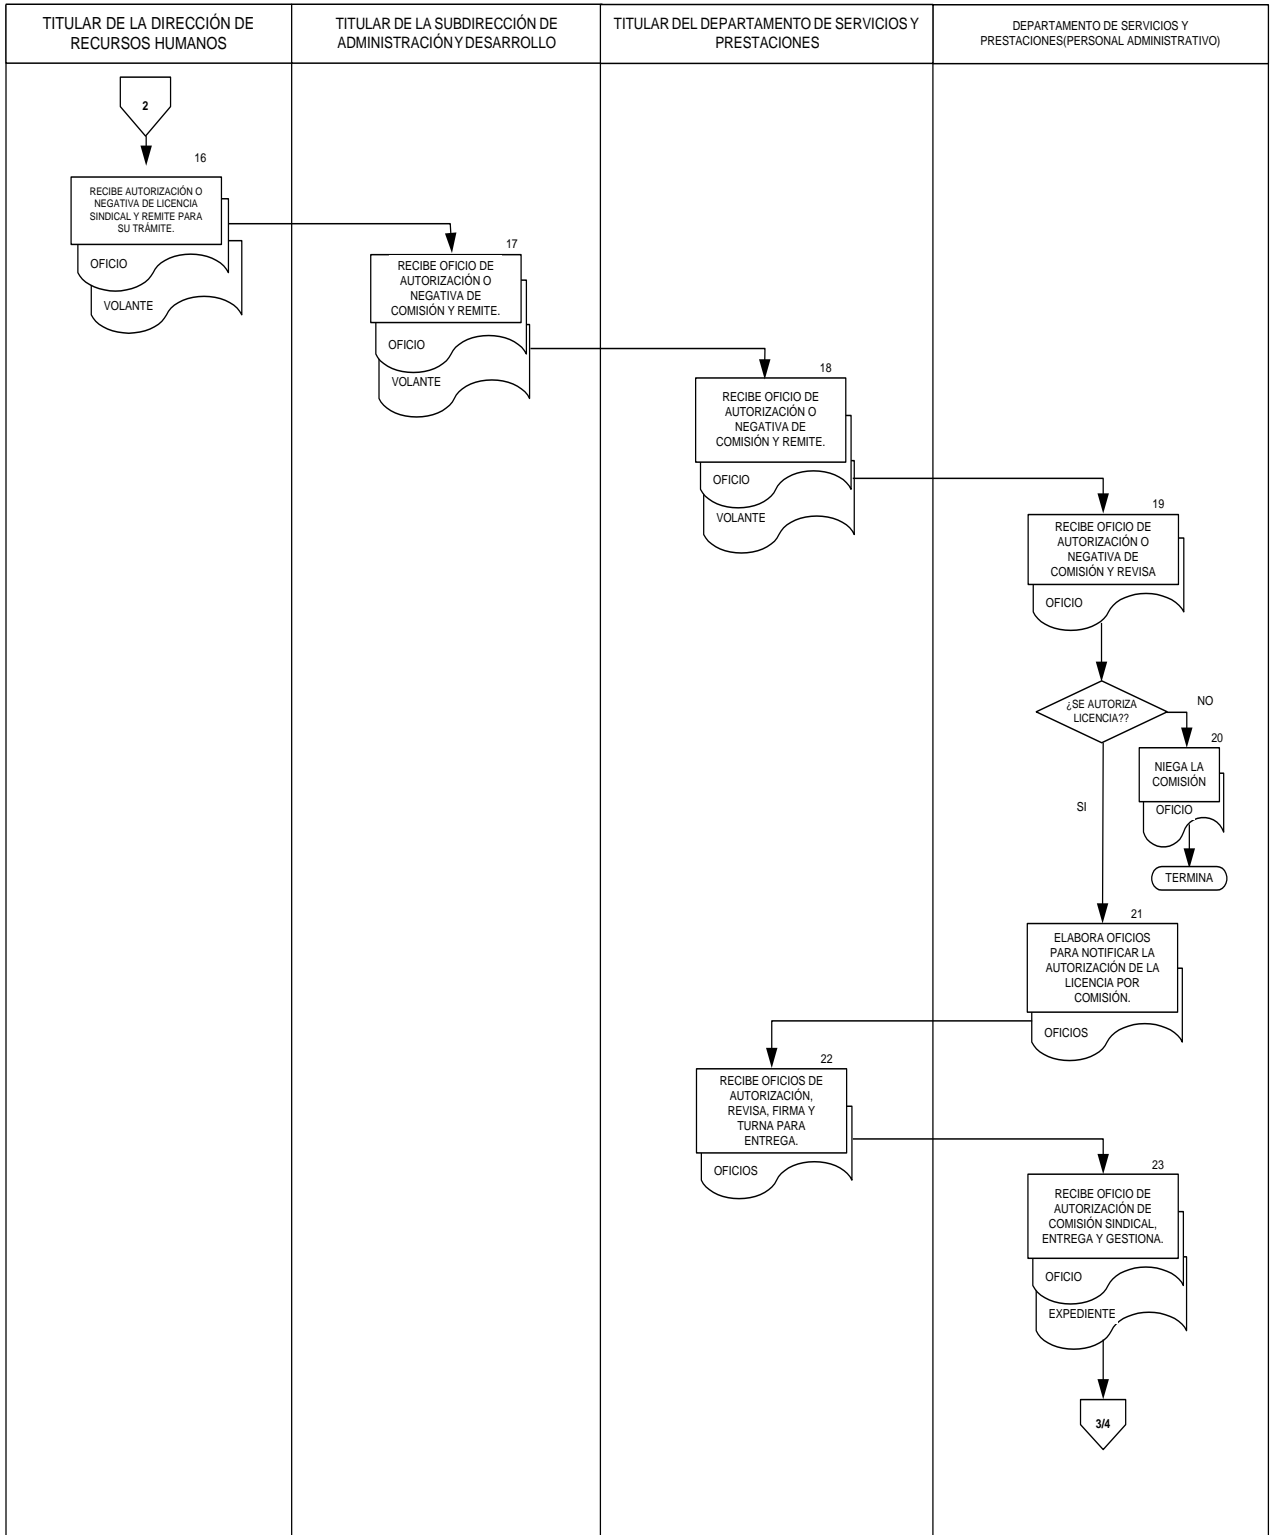 TITULAR DE LA DIRECCIÓN DE
RECURSOS HUMANOS
TITULAR DE LA SUBDIRECCIÓN DE
ADMINISTRACIÓN Y DESARROLLO
TITULAR DEL DEPARTAMENTO DE SERVICIOS Y
PRESTACIONES
DEPARTAMENTO DE SERVICIOS Y
PRESTACIONES(PERSONAL ADMINISTRATIVO)
2
16
RECIBE AUTORIZACIÓN O
NEGATIVA DE LICENCIA
SINDICAL Y REMITE PARA
SU TRÁMITE.
OFICIO
VOLANTE
17
RECIBE OFICIO DE
AUTORIZACIÓN O
NEGATIVA DE
COMISIÓN Y REMITE.
OFICIO
VOLANTE
18
RECIBE OFICIO DE
AUTORIZACIÓN O
NEGATIVA DE
COMISIÓN Y REMITE.
OFICIO
VOLANTE
19
RECIBE OFICIO DE
AUTORIZACIÓN O
NEGATIVA DE
COMISIÓN Y REVISA
OFICIO
¿SE AUTORIZA
LICENCIA??
NO
20
NIEGA LA
COMISIÓN
OFICIO
TERMINA
SI
21
ELABORA OFICIOS
PARA NOTIFICAR LA
AUTORIZACIÓN DE LA
LICENCIA POR
COMISIÓN.
OFICIOS
22
RECIBE OFICIOS DE
AUTORIZACIÓN,
REVISA, FIRMA Y
TURNA PARA
ENTREGA.
OFICIOS
23
RECIBE OFICIO DE
AUTORIZACIÓN DE
COMISIÓN SINDICAL,
ENTREGA Y GESTIONA.
OFICIO
EXPEDIENTE
3/4